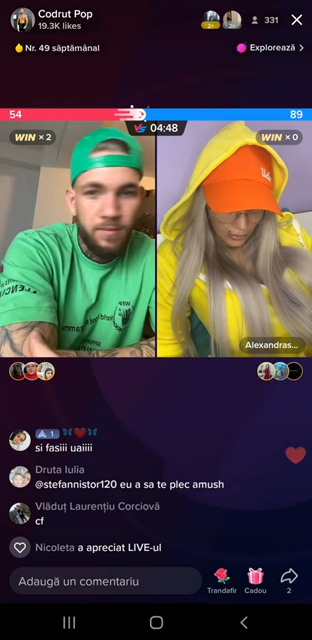 Codrut Pop
19.3K likes
331
Nr. 49 săptămânal
Explorează
54
89
WIN × 2
VS 04:48
WIN × 0
Alexandras...
1
si fasiii uaiiii
Druta Iulia
@stefannistor120 eu a sa te plec amush
Vlăduț Laurențiu Corciovă
cf
Nicoleta a apreciat LIVE-ul
Adaugă un comentariu
Trandafir
Cadou
2